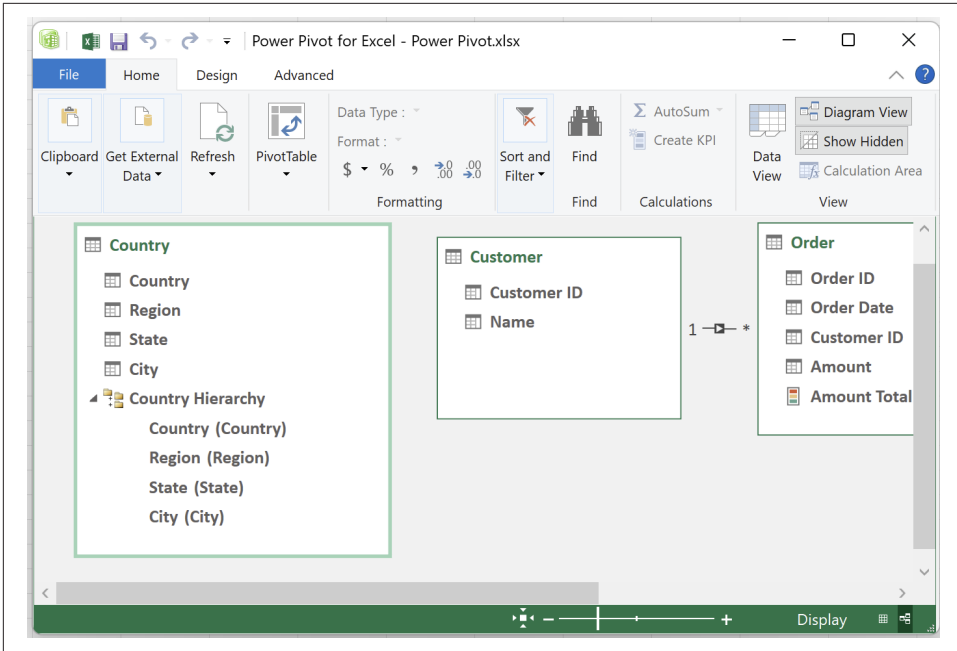 Power Pivot for Excel - Power Pivot.xlsx
File Home Design Advanced
?
Clipboard
Get External Data
Refresh
PivotTable
Data Type :
Format :
$ % , .0 .00 .00 .0
Formatting
Sort and Filter
Find
Find
Σ AutoSum
Create KPI
Calculations
Data View
Diagram View
Show Hidden
Calculation Area
View
Country
Country
Region
State
City
Country Hierarchy
Country (Country)
Region (Region)
State (State)
City (City)
Customer
Customer ID
Name
1 *
Order
Order ID
Order Date
Customer ID
Amount
Amount Total
Display